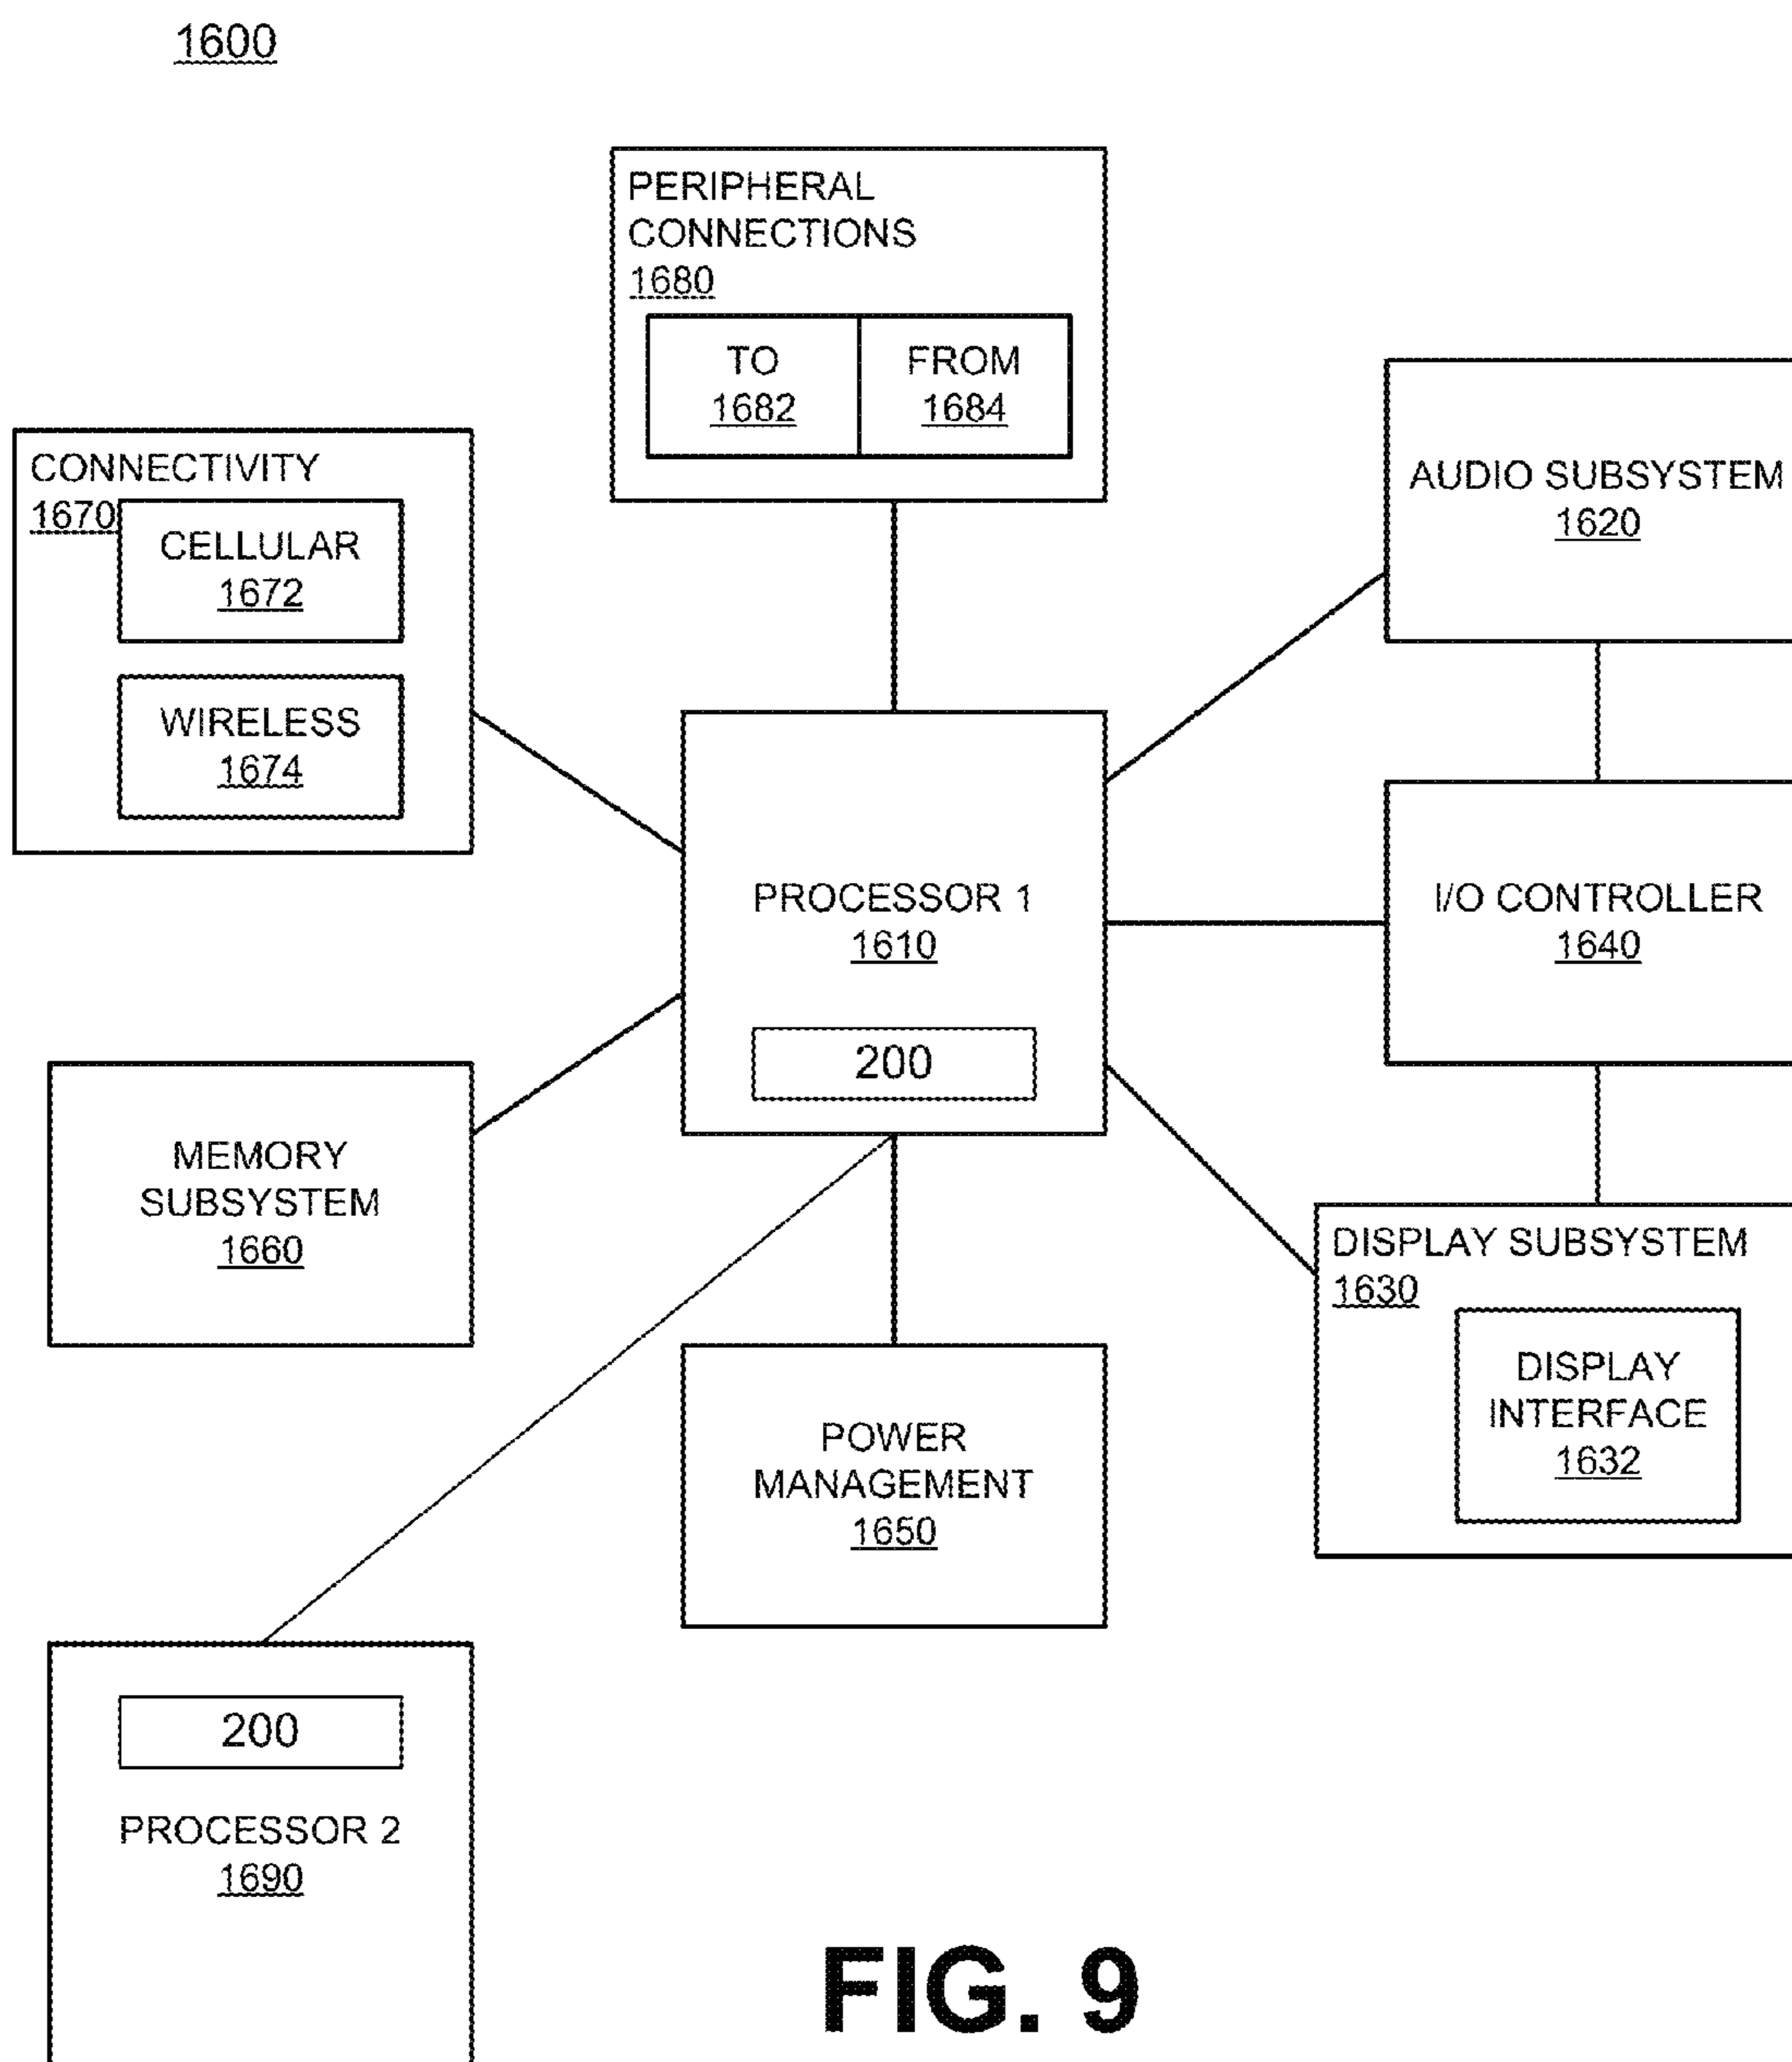 1600
PERIPHERAL
CONNECTIONS
1680
TO
1682
FROM
1684
CONNECTIVITY
1670
CELLULAR
1672
WIRELESS
1674
AUDIO SUBSYSTEM
1620
PROCESSOR 1
1610
200
I/O CONTROLLER
1640
MEMORY
SUBSYSTEM
1660
DISPLAY SUBSYSTEM
1630
DISPLAY
INTERFACE
1632
POWER
MANAGEMENT
1650
200
PROCESSOR 2
1690
FIG. 9